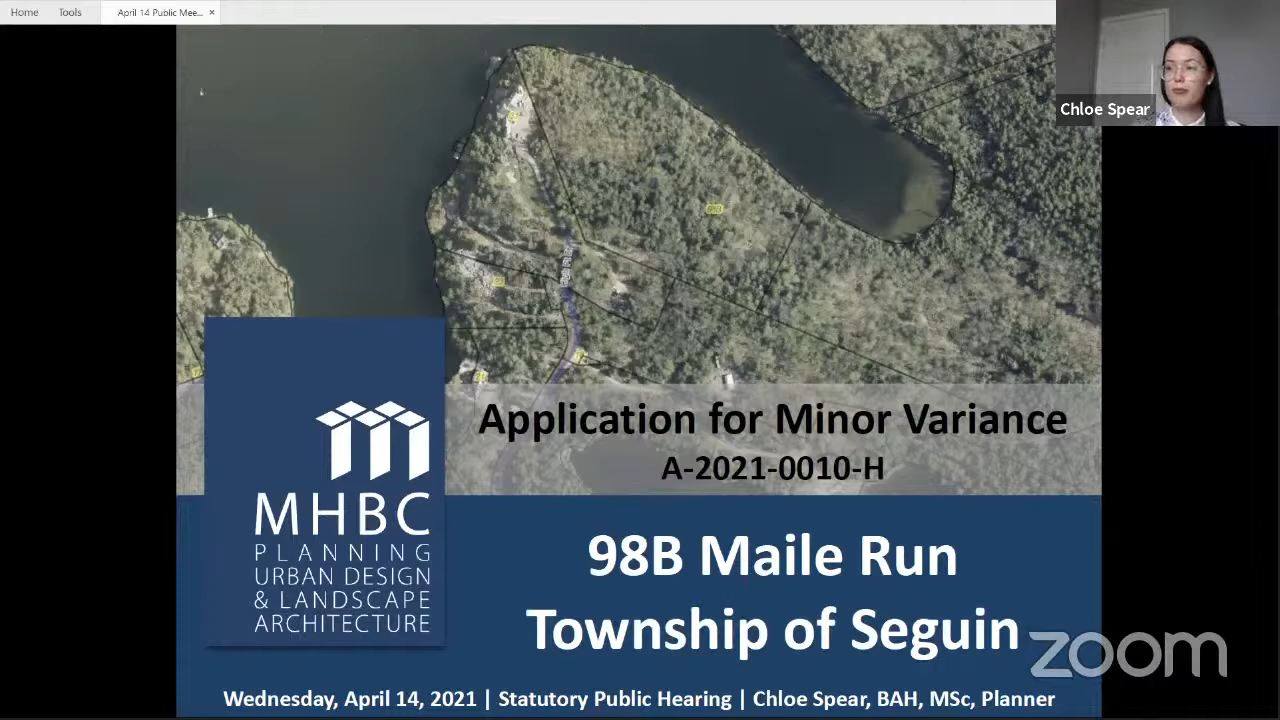 Home Tools April 14 Public Mee... ×
Chloe Spear
Application for Minor Variance
A-2021-0010-H
MHBC
PLANNING
URBAN DESIGN
& LANDSCAPE
ARCHITECTURE
98B Maile Run
Township of Seguin
zoom
Wednesday, April 14, 2021 | Statutory Public Hearing | Chloe Spear, BAH, MSc, Planner